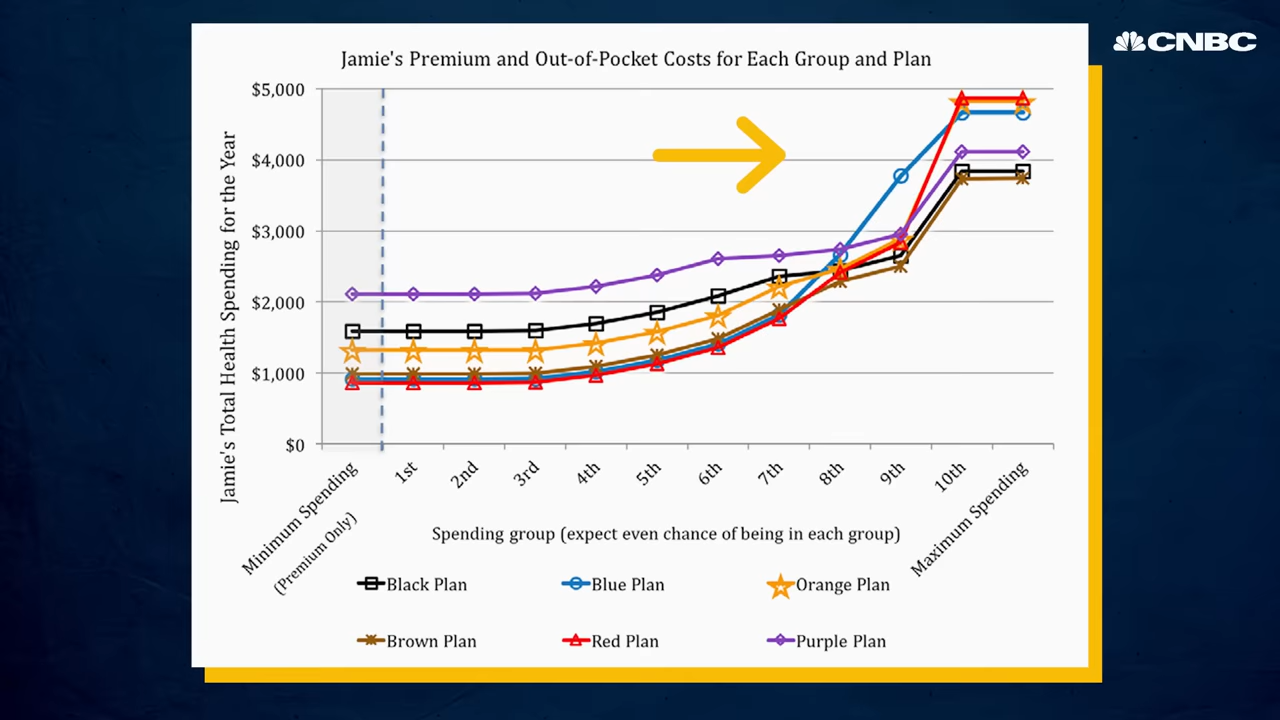 CNBC
Jamie's Premium and Out-of-Pocket Costs for Each Group and Plan
Jamie's Total Health Spending for the Year
$5,000
$4,000
$3,000
$2,000
$1,000
$0
Minimum Spending
(Premium Only)
1st
2nd
3rd
4th
5th
6th
7th
8th
9th
10th
Maximum Spending
Spending group (expect even chance of being in each group)
Black Plan
Blue Plan
Orange Plan
Brown Plan
Red Plan
Purple Plan